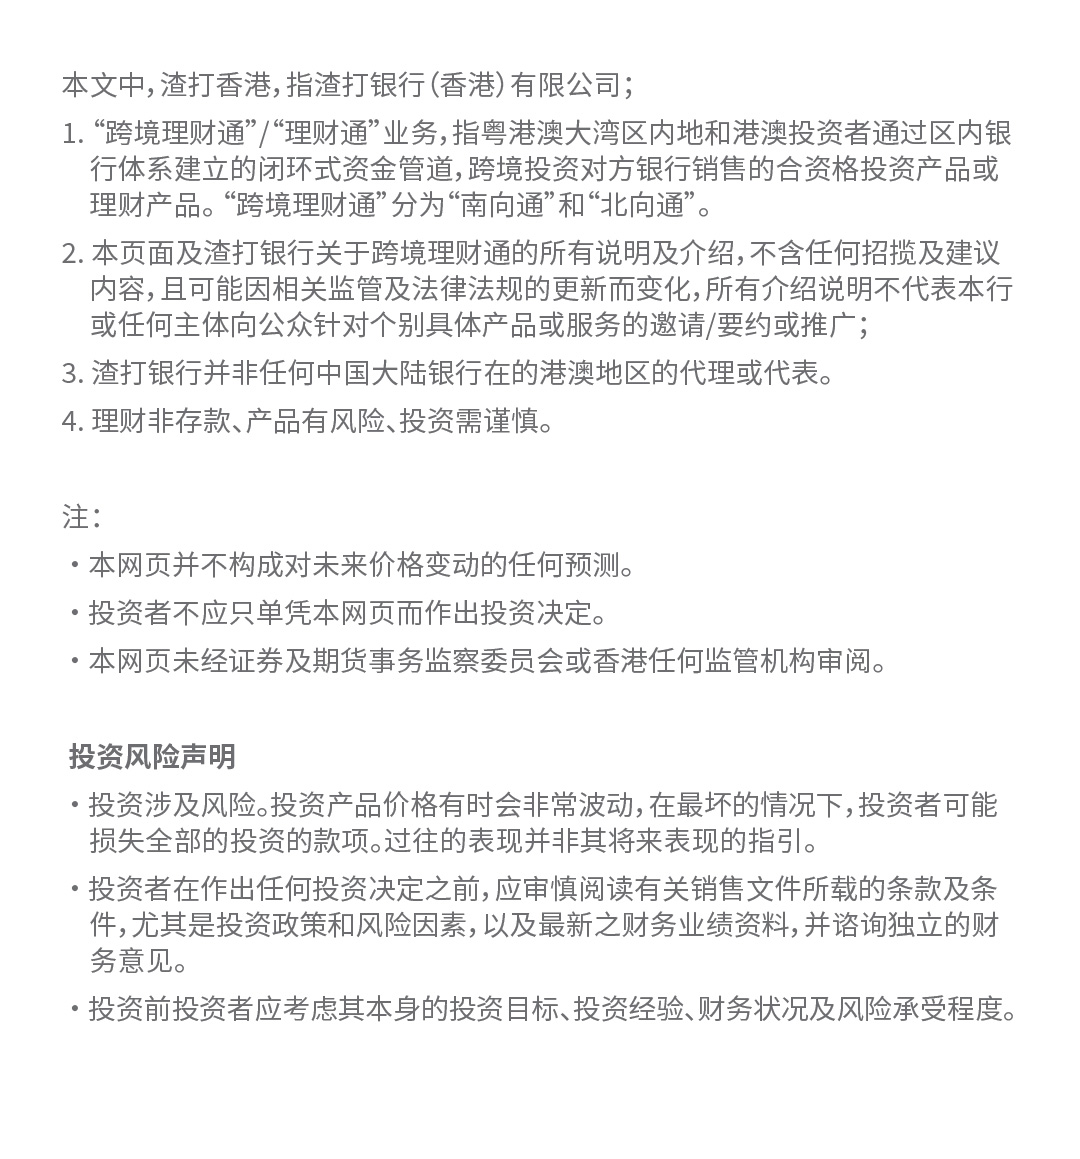 本文中，渣打香港，指渣打银行（香港）有限公司；
1. “跨境理财通”/“理财通”业务，指粤港澳大湾区内地和港澳投资者通过区内银
行体系建立的闭环式资金管道，跨境投资对方银行销售的合资格投资产品或
理财产品。“跨境理财通”分为“南向通”和“北向通”。
2. 本页面及渣打银行关于跨境理财通的所有说明及介绍，不含任何招揽及建议
内容，且可能因相关监管及法律法规的更新而变化，所有介绍说明不代表本行
或任何主体向公众针对个别具体产品或服务的邀请/要约或推广；
3. 渣打银行并非任何中国大陆银行在的港澳地区的代理或代表。
4. 理财非存款、产品有风险、投资需谨慎。
注：
・本网页并不构成对未来价格变动的任何预测。
・投资者不应只单凭本网页而作出投资决定。
・本网页未经证券及期货事务监察委员会或香港任何监管机构审阅。
投资风险声明
・投资涉及风险。投资产品价格有时会非常波动，在最坏的情况下，投资者可能
损失全部的投资的款项。过往的表现并非其将来表现的指引。
・投资者在作出任何投资决定之前，应审慎阅读有关销售文件所载的条款及条
件，尤其是投资政策和风险因素，以及最新之财务业绩资料，并谘询独立的财
务意见。
・投资前投资者应考虑其本身的投资目标、投资经验、财务状况及风险承受程度。